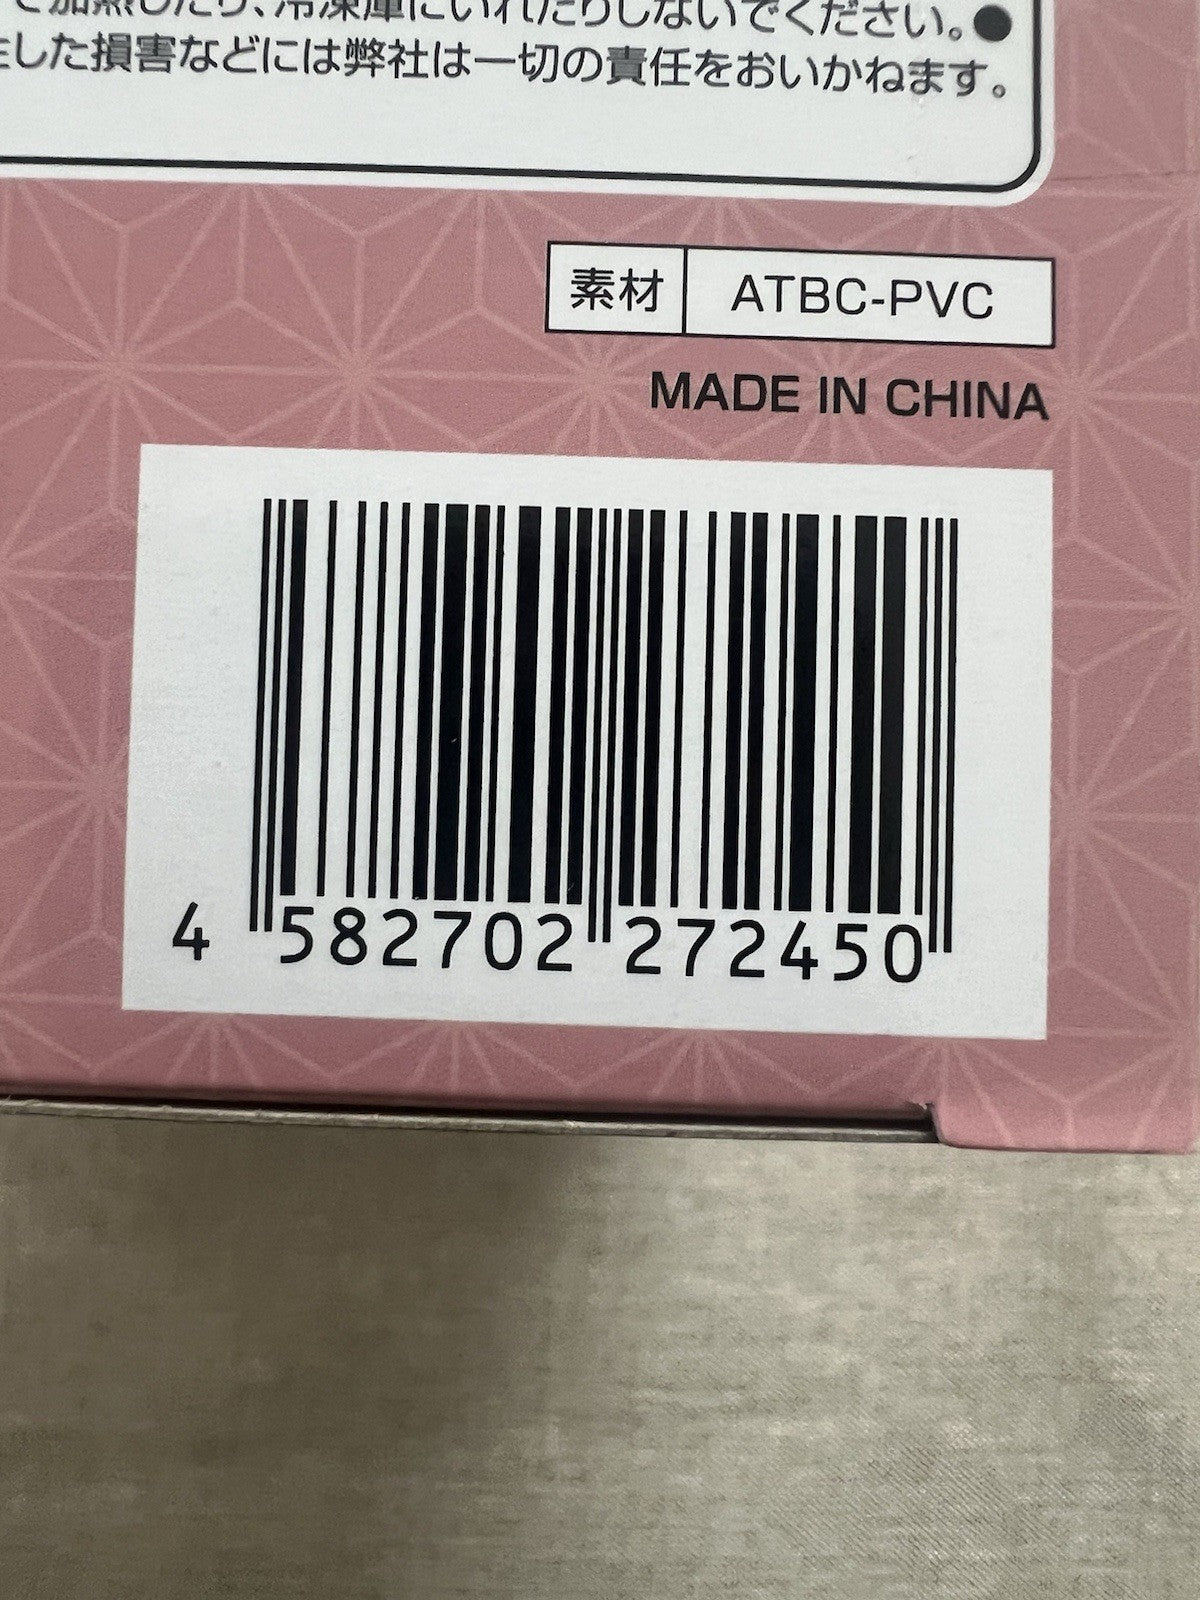 加熱したり、冷凍庫にいれたりしないでください。●
した損害などには弊社は一切の責任をおいかねます。
素材 ATBC-PVC
MADE IN CHINA
4 582702 272450